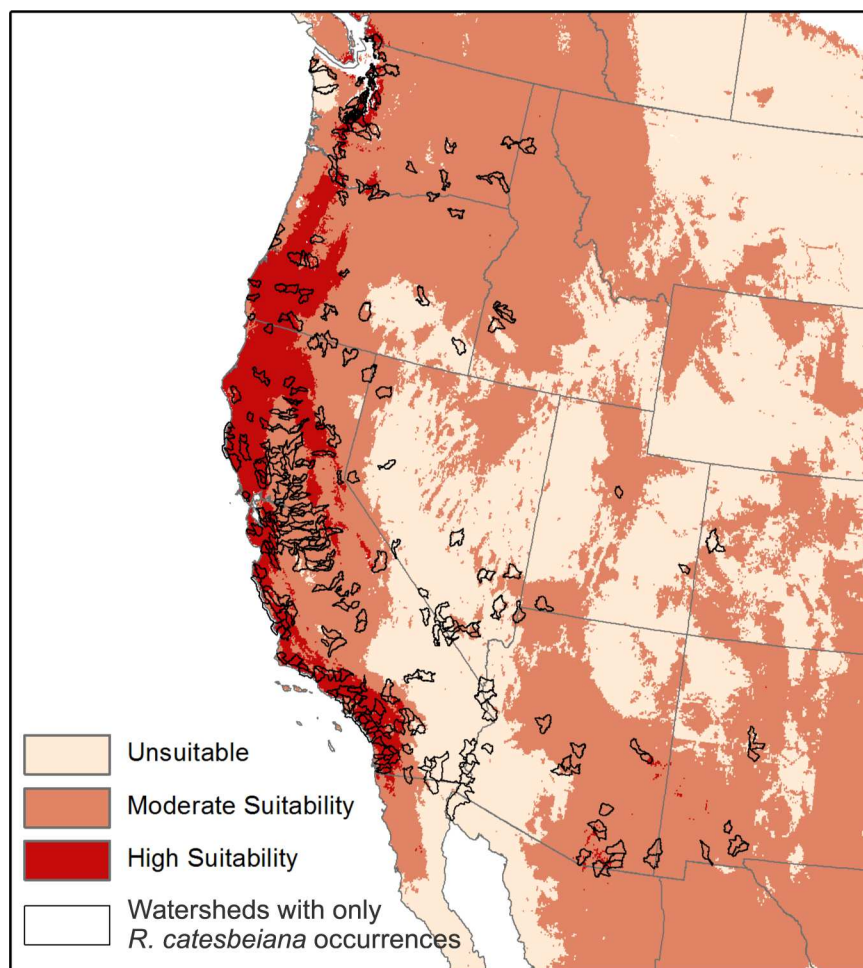 Unsuitable
Moderate Suitability
High Suitability
Watersheds with only
R. catesbeiana occurrences